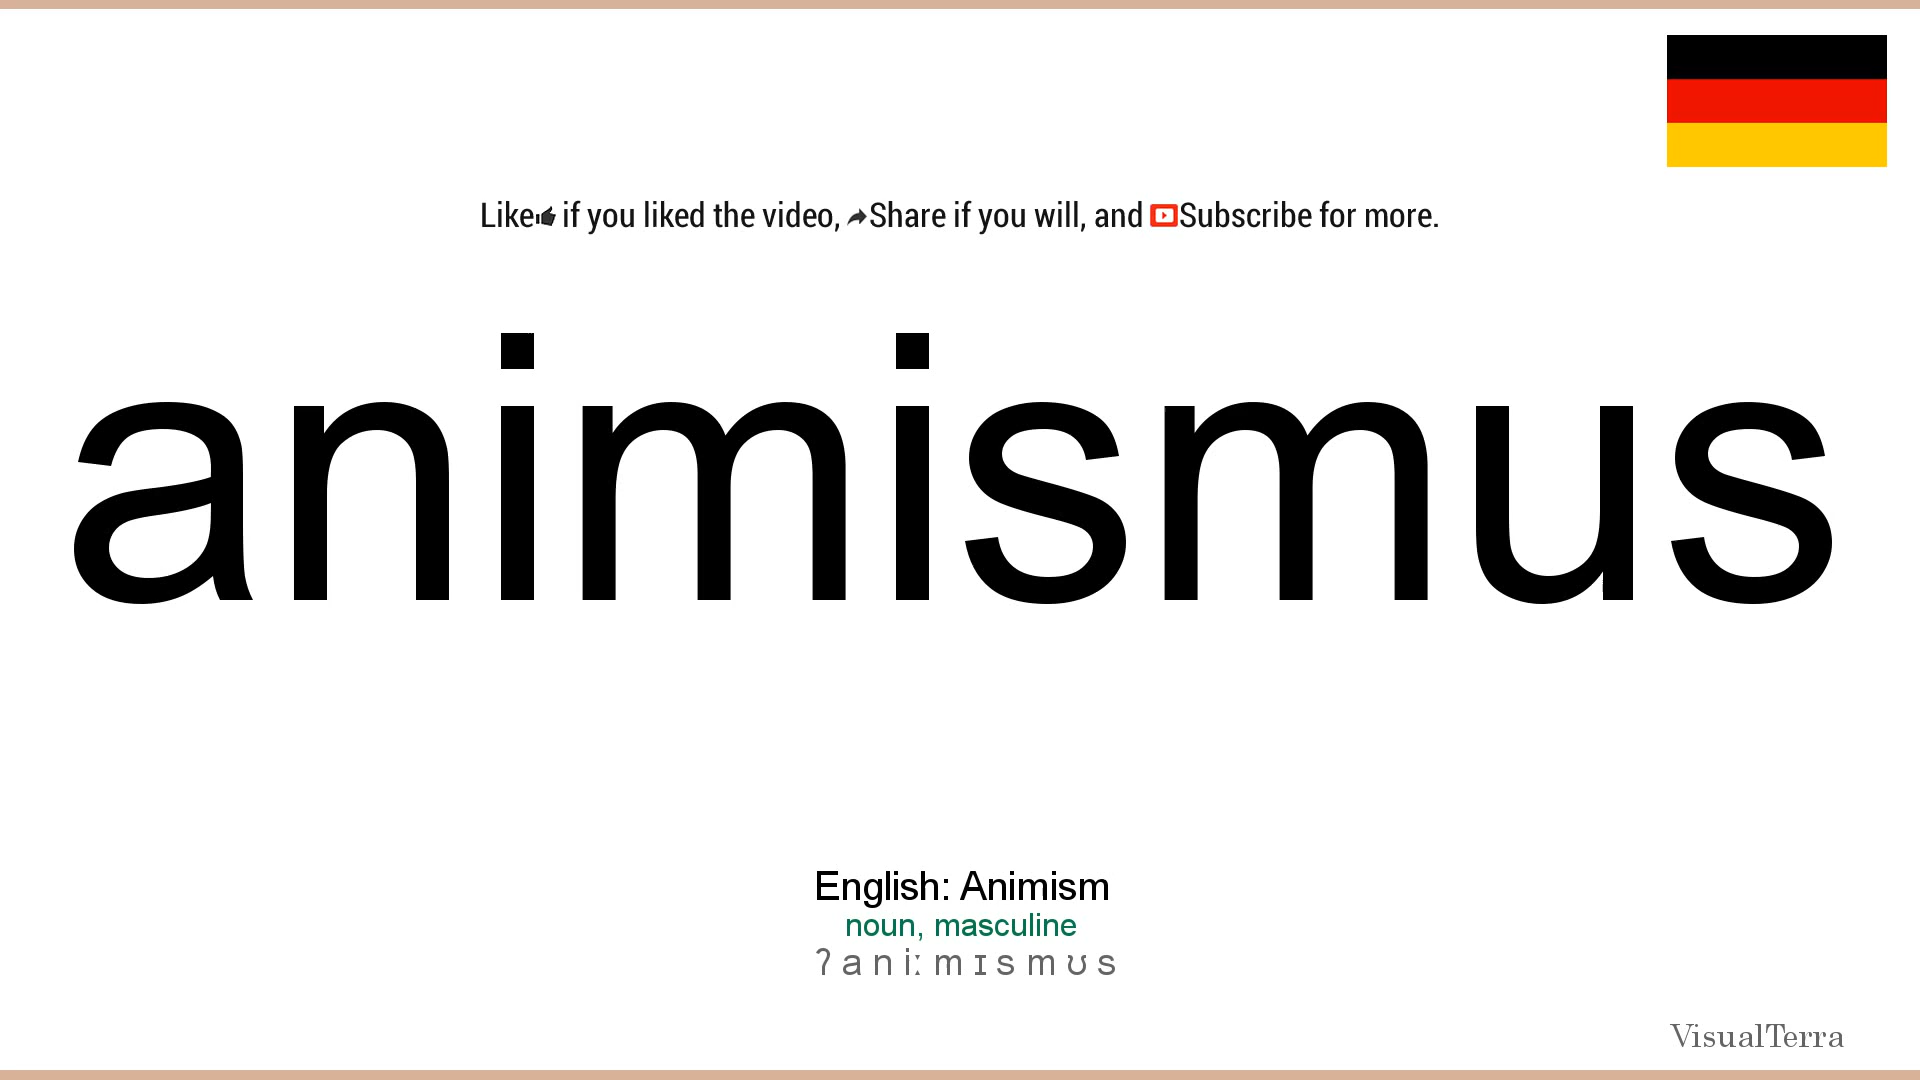 Like if you liked the video, Share if you will, and Subscribe for more.
animismus
English: Animism
noun, masculine
ʔ a n iː m ɪ s m ʊ s
VisualTerra